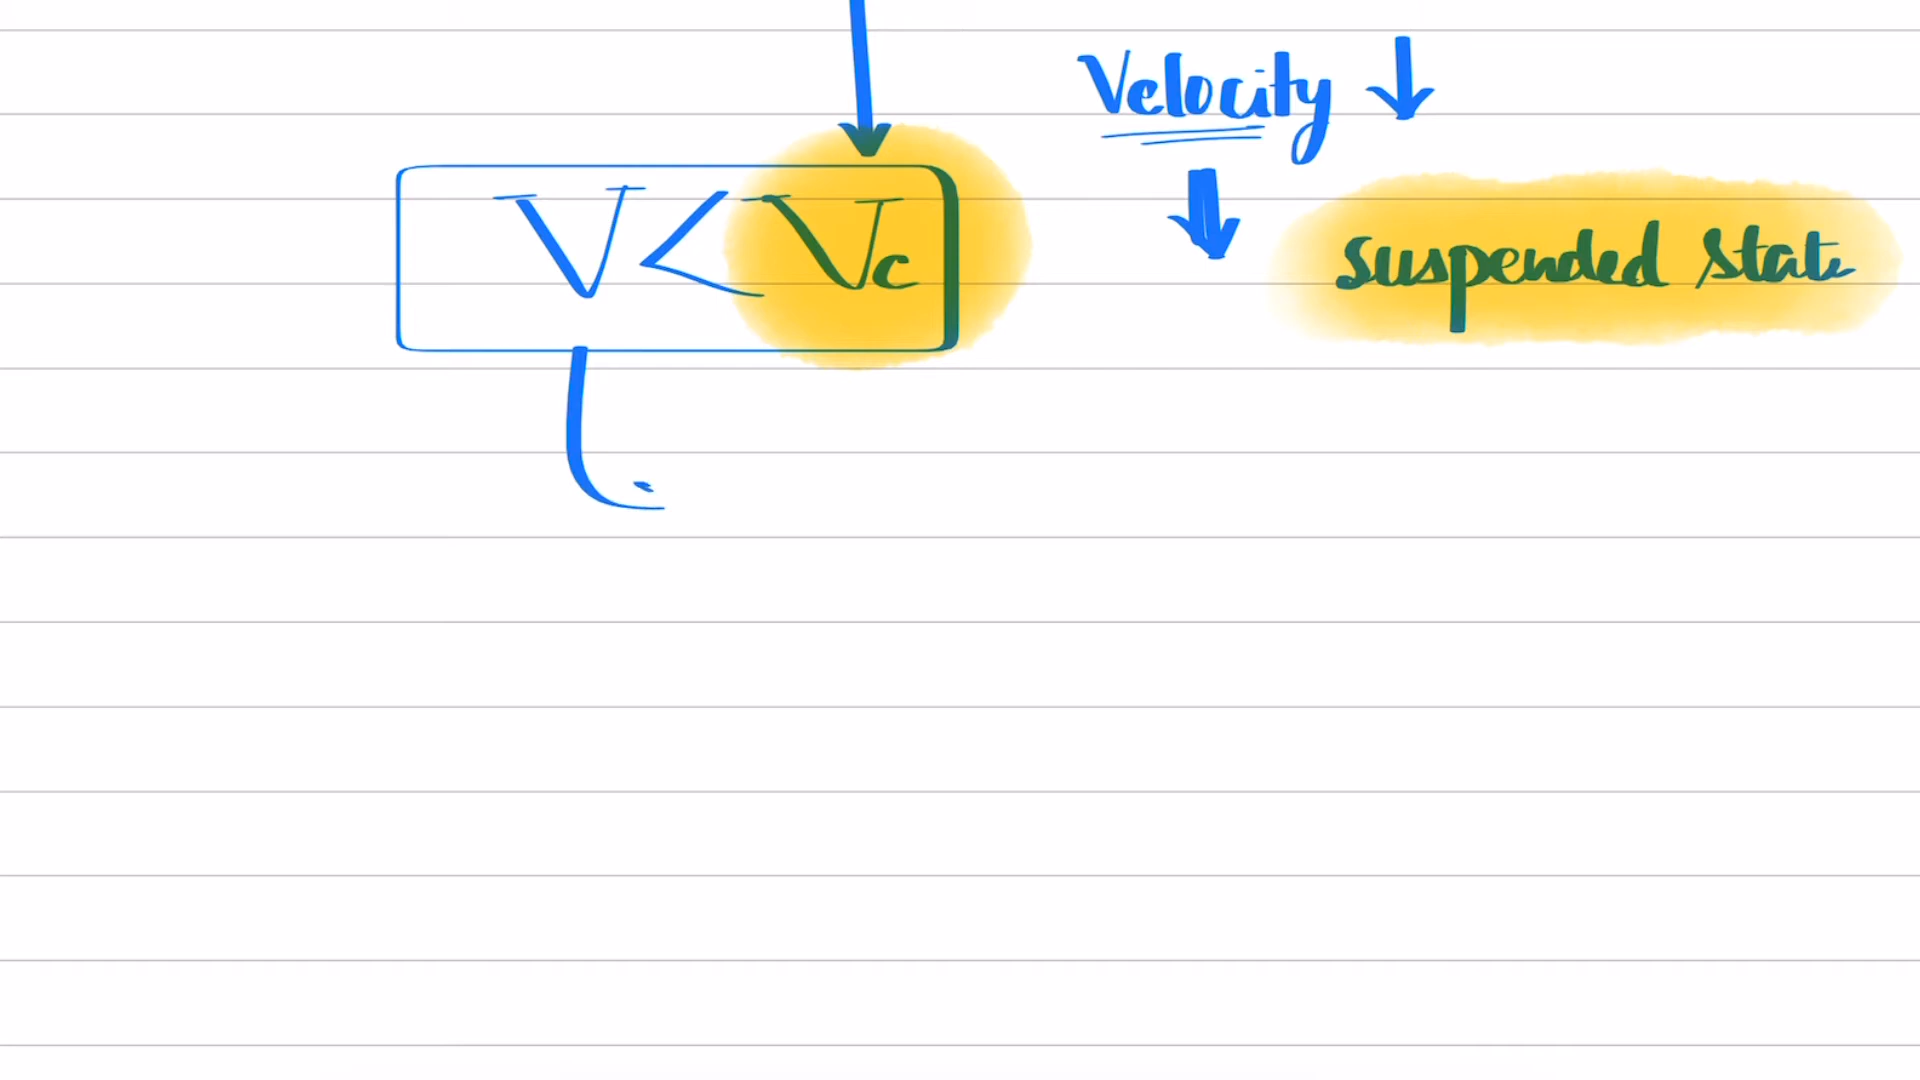 Velocity ↓
V < Vc
suspended state